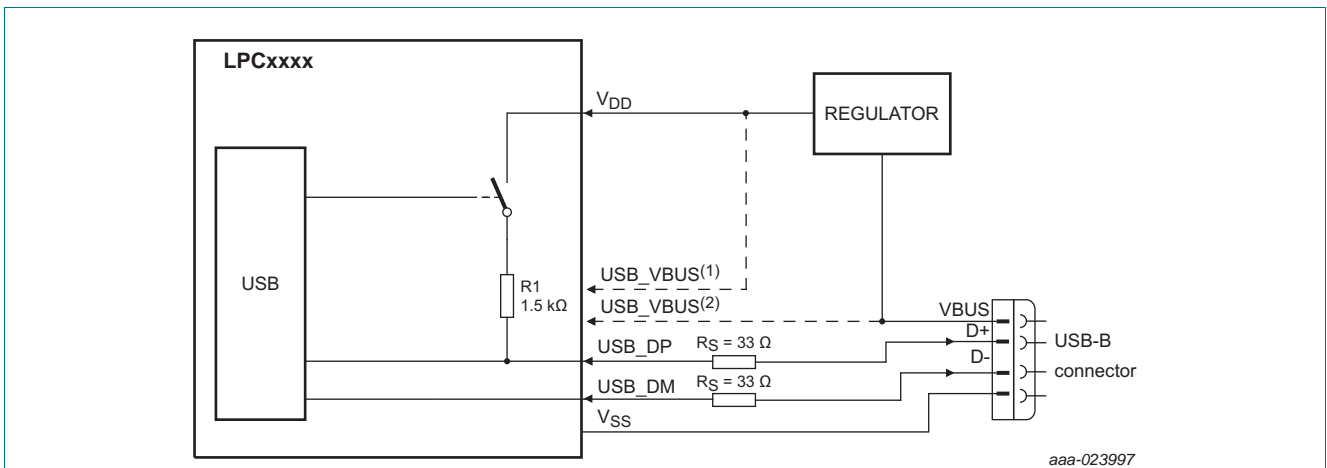 LPCxxxx
VDD
REGULATOR
USB
R1
1.5 kΩ
USB_VBUS(1)
USB_VBUS(2)
VBUS
D+
USB-B
USB_DP
RS = 33 Ω
D-
connector
USB_DM
RS = 33 Ω
VSS
aaa-023997